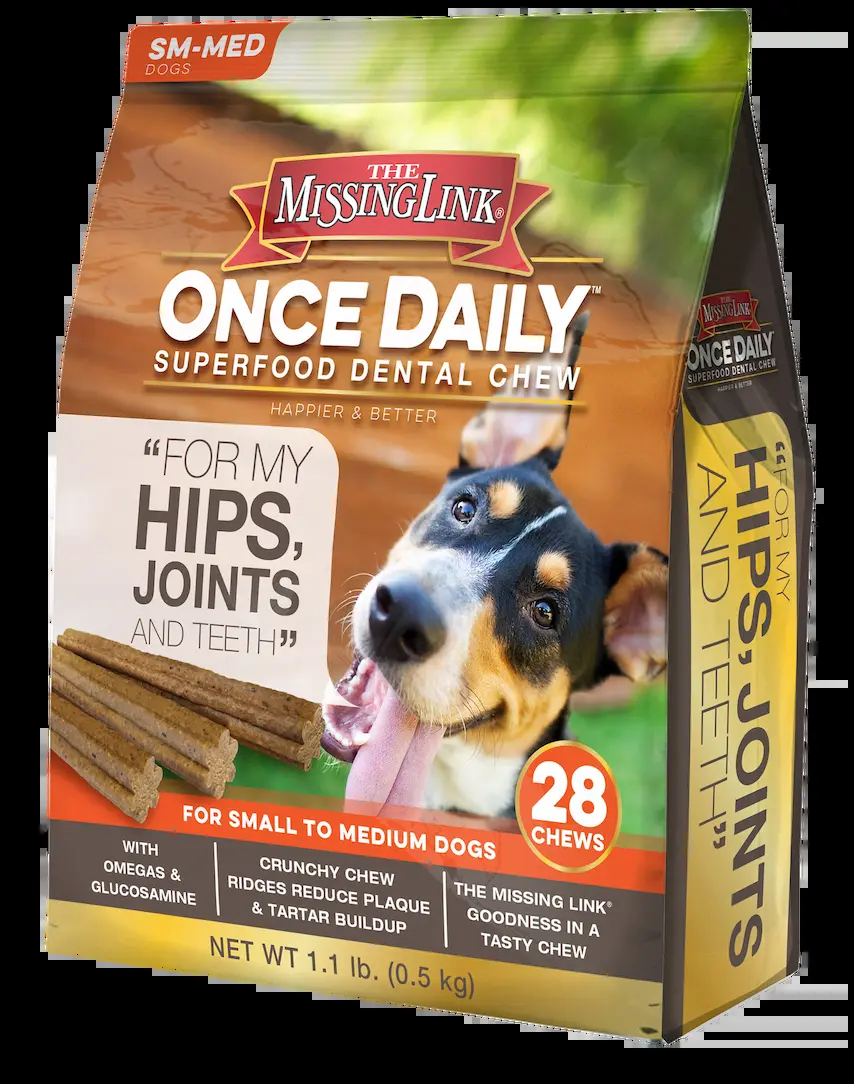 SM-MED
DOGS
THE
MISSING LINK®
ONCE DAILY™
SUPERFOOD DENTAL CHEW
HAPPIER & BETTER
“FOR MY
HIPS,
JOINTS
AND TEETH”
FOR SMALL TO MEDIUM DOGS
28
CHEWS
WITH
OMEGAS &
GLUCOSAMINE
CRUNCHY CHEW
RIDGES REDUCE PLAQUE
& TARTAR BUILDUP
THE MISSING LINK®
GOODNESS IN A
TASTY CHEW
NET WT 1.1 lb. (0.5 kg)
THE
MISSING LINK
ONCE DAILY
SUPERFOOD DENTAL CHEW
HAPPIER & BETTER
“FOR MY
HIPS, JOINTS
AND TEETH”